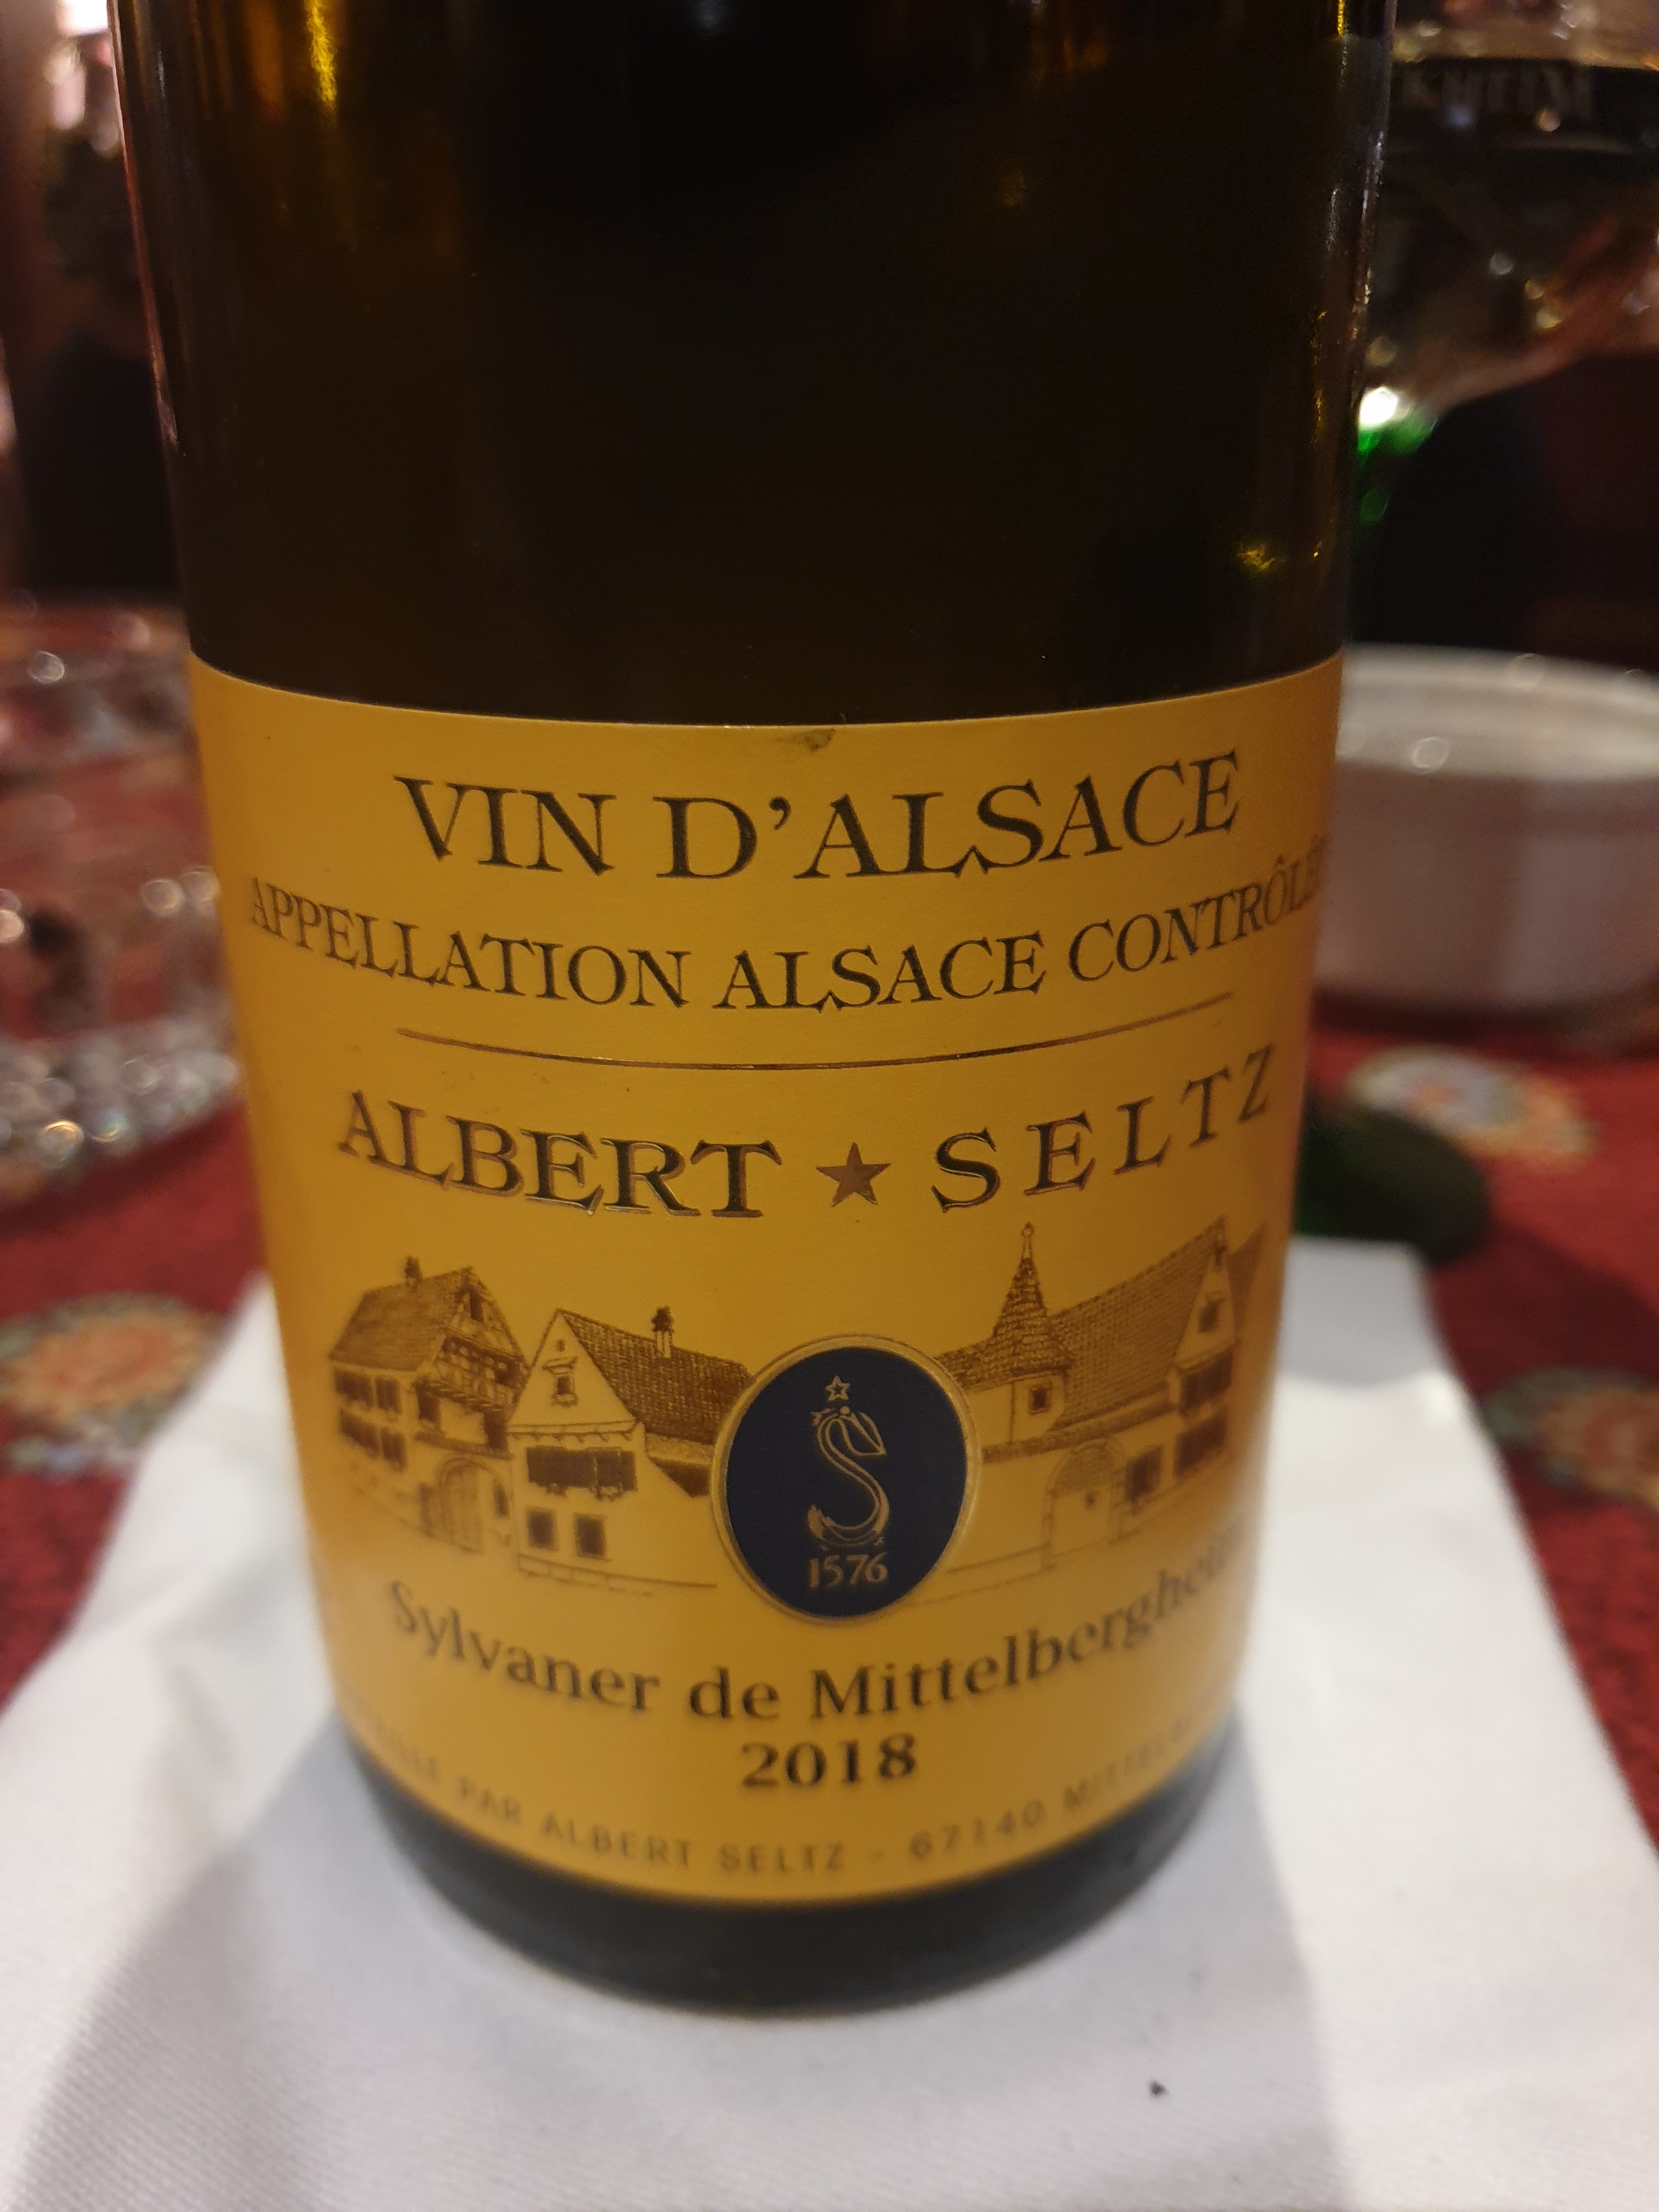 VIN D'ALSACE
APPELLATION ALSACE CONTRÔLÉE
ALBERT ★ SELTZ
S
1576
Sylvaner de Mittelbergheim
2018
PAR ALBERT SELTZ - 67140